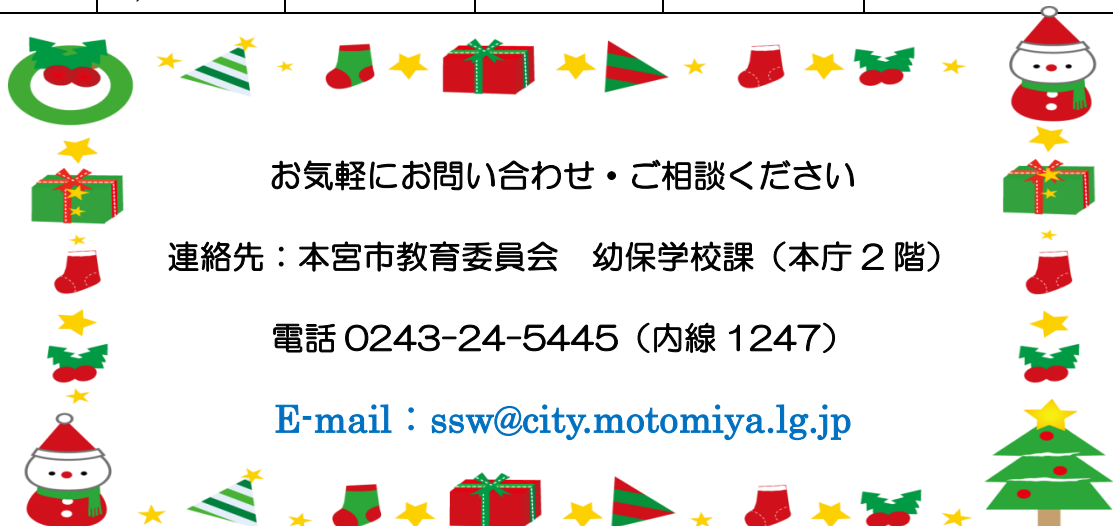 お気軽にお問い合わせ・ご相談ください
連絡先：本宮市教育委員会　幼保学校課（本庁２階）
電話 0243-24-5445（内線 1247）
E-mail：ssw@city.motomiya.lg.jp